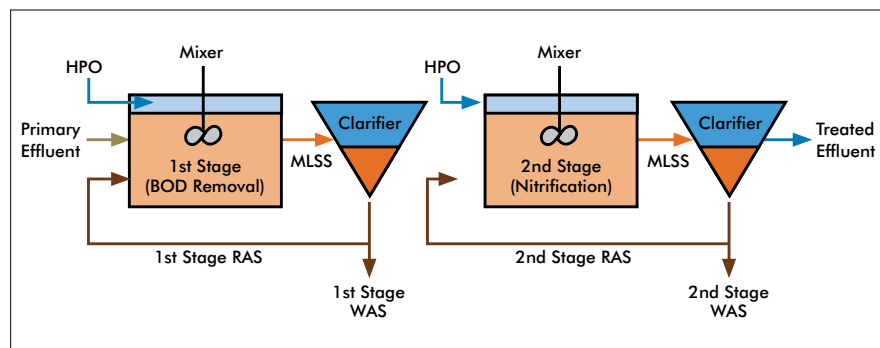 Mixer
HPO
Primary
Effluent
1st Stage
(BOD Removal)
MLSS
Clarifier
1st Stage RAS
1st Stage
WAS
Mixer
HPO
2nd Stage
(Nitrification)
MLSS
Clarifier
Treated
Effluent
2nd Stage RAS
2nd Stage
WAS